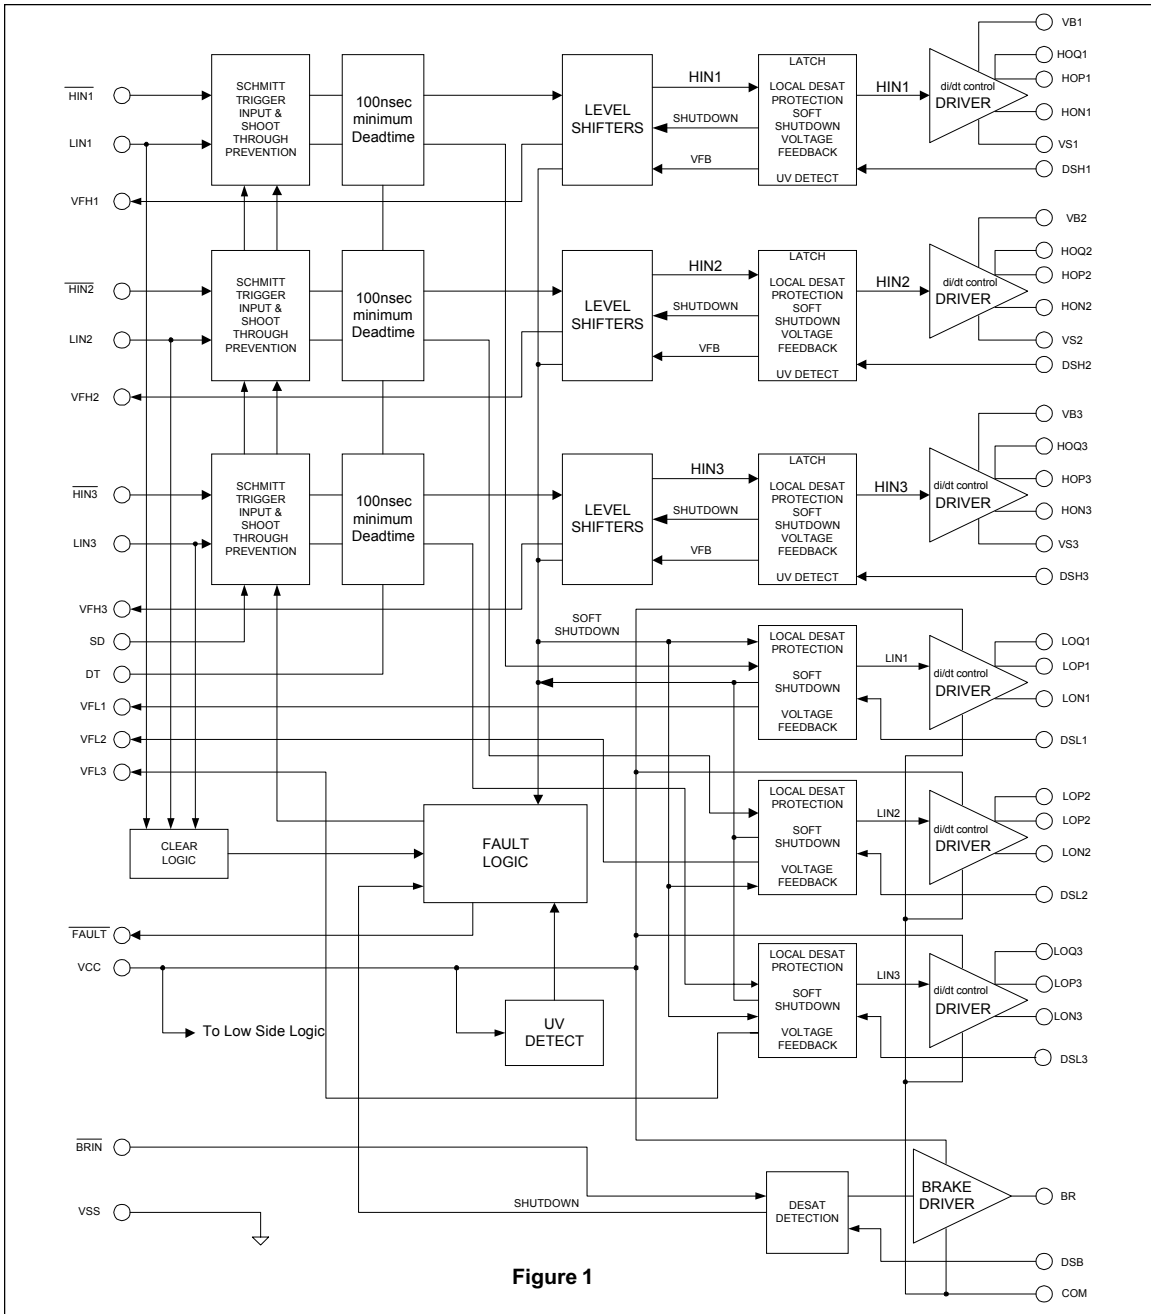 HIN1
LIN1
VFH1
SCHMITT
TRIGGER
INPUT &
SHOOT
THROUGH
PREVENTION
100nsec
minimum
Deadtime
LEVEL
SHIFTERS
HIN1
SHUTDOWN
VFB
LATCH
LOCAL DESAT
PROTECTION
SOFT
SHUTDOWN
VOLTAGE
FEEDBACK
UV DETECT
HIN1
di/dt control
DRIVER
VB1
HOQ1
HOP1
HON1
VS1
DSH1
HIN2
LIN2
VFH2
SCHMITT
TRIGGER
INPUT &
SHOOT
THROUGH
PREVENTION
100nsec
minimum
Deadtime
LEVEL
SHIFTERS
HIN2
SHUTDOWN
VFB
LATCH
LOCAL DESAT
PROTECTION
SOFT
SHUTDOWN
VOLTAGE
FEEDBACK
UV DETECT
HIN2
di/dt control
DRIVER
VB2
HOQ2
HOP2
HON2
VS2
DSH2
HIN3
LIN3
VFH3
SCHMITT
TRIGGER
INPUT &
SHOOT
THROUGH
PREVENTION
100nsec
minimum
Deadtime
LEVEL
SHIFTERS
HIN3
SHUTDOWN
VFB
LATCH
LOCAL DESAT
PROTECTION
SOFT
SHUTDOWN
VOLTAGE
FEEDBACK
UV DETECT
HIN3
di/dt control
DRIVER
VB3
HOQ3
HOP3
HON3
VS3
DSH3
SD
DT
VFL1
VFL2
VFL3
SOFT
SHUTDOWN
LOCAL DESAT
PROTECTION
SOFT
SHUTDOWN
VOLTAGE
FEEDBACK
LIN1
di/dt control
DRIVER
LOQ1
LOP1
LON1
DSL1
CLEAR
LOGIC
FAULT
LOGIC
LOCAL DESAT
PROTECTION
SOFT
SHUTDOWN
VOLTAGE
FEEDBACK
LIN2
di/dt control
DRIVER
LOP2
LOP2
LON2
DSL2
FAULT
VCC
To Low Side Logic
UV
DETECT
LOCAL DESAT
PROTECTION
SOFT
SHUTDOWN
VOLTAGE
FEEDBACK
LIN3
di/dt control
DRIVER
LOQ3
LOP3
LON3
DSL3
BRIN
VSS
SHUTDOWN
DESAT
DETECTION
BRAKE
DRIVER
BR
DSB
COM
Figure 1